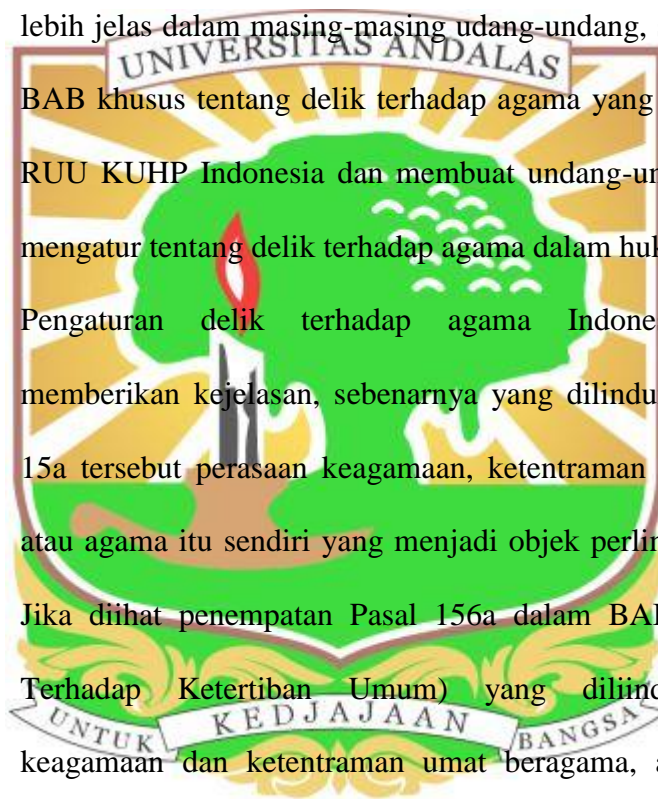 lebih jelas dalam masing-masing udang-undang,
UNIVERSITAS ANDALAS
BAB khusus tentang delik terhadap agama yang
RUU KUHP Indonesia dan membuat undang-un
mengatur tentang delik terhadap agama dalam huk
Pengaturan delik terhadap agama Indone
memberikan kejelasan, sebenarnya yang dilindu
15a tersebut perasaan keagamaan, ketentraman
atau agama itu sendiri yang menjadi objek perlin
Jika diihat penempatan Pasal 156a dalam BA
Terhadap Ketertiban Umum) yang diliind
UNTUK KEDJAJAAN BANGSA
keagamaan dan ketentraman umat beragama, a